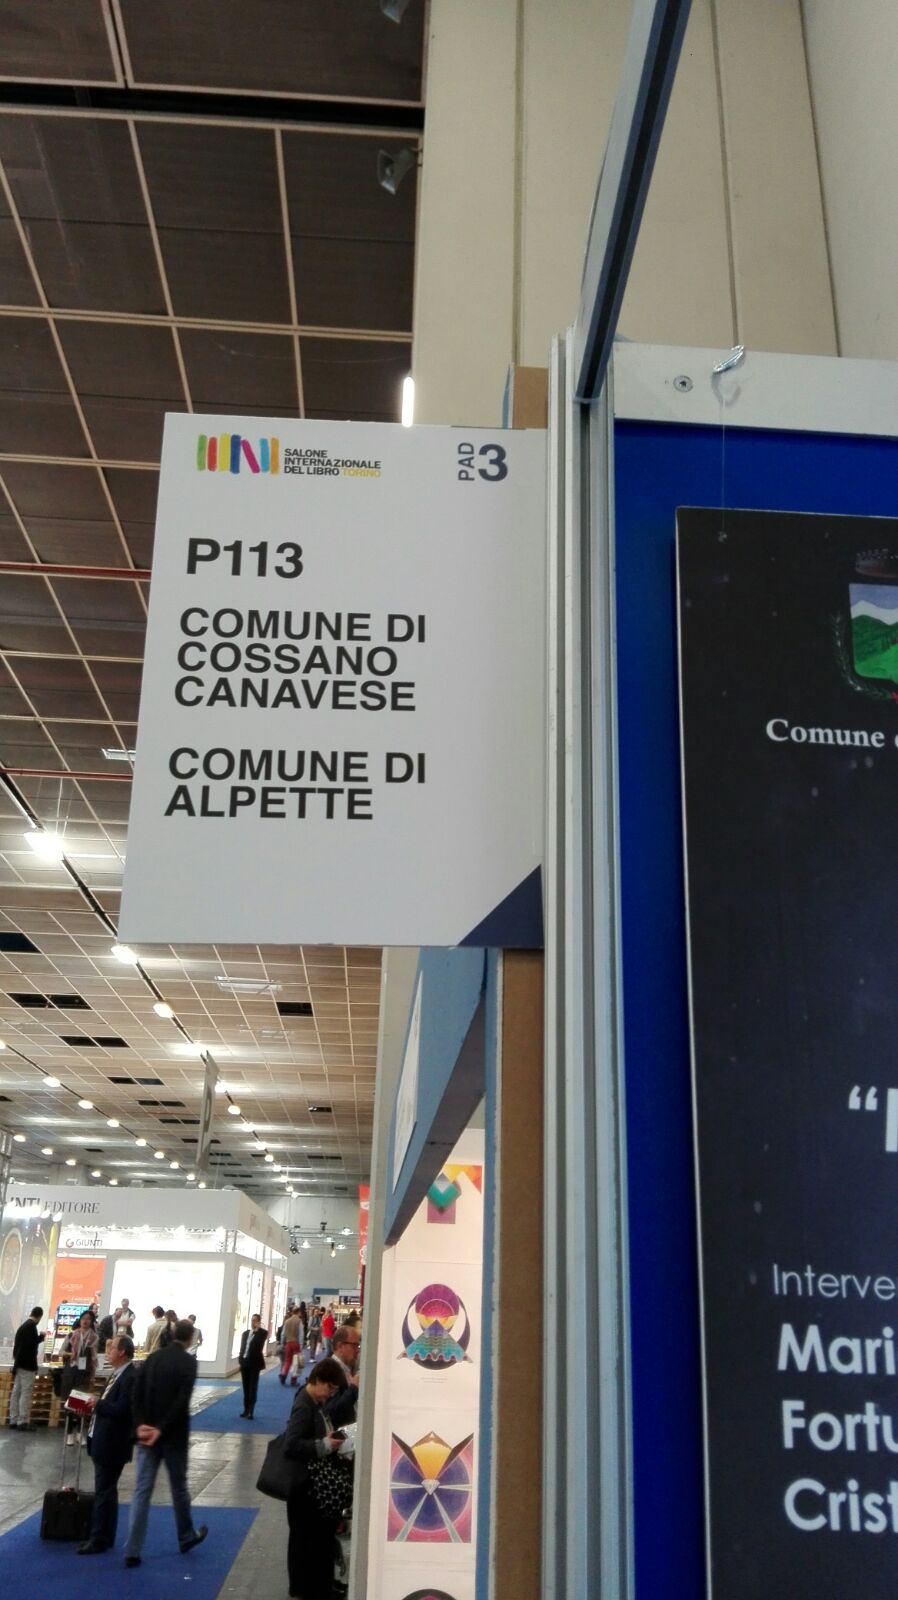 SALONE
INTERNAZIONALE
DEL LIBRO TORINO
PAD 3
P113
COMUNE DI
COSSANO
CANAVESE
COMUNE DI
ALPETTE
Comune
Interve
Mari
Fortu
Crist
EDITORE
GIUNTI